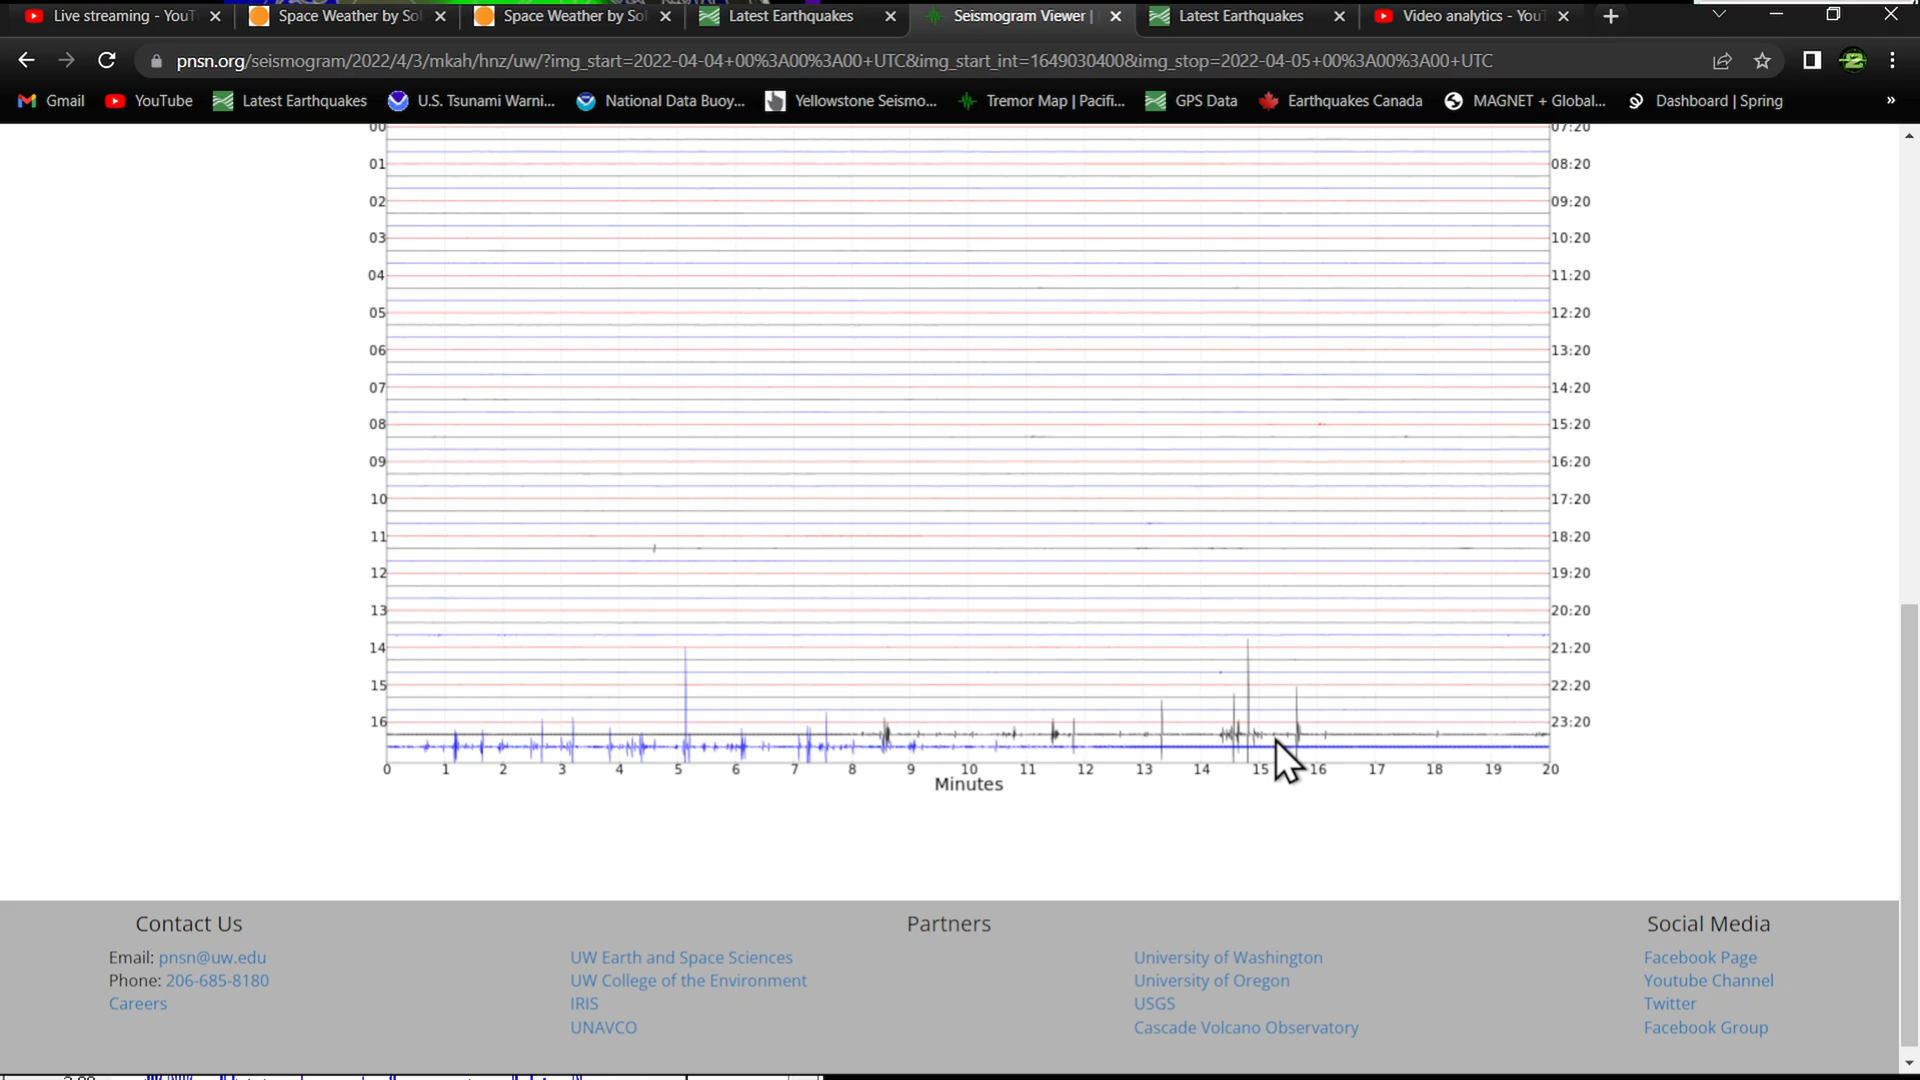 Live streaming - YouT
Space Weather by Sol
Space Weather by Sol
Latest Earthquakes
Seismogram Viewer |
Latest Earthquakes
Video analytics - YouT
pnsn.org/seismogram/2022/4/3/mkah/hnz/uw/?img_start=2022-04-04+00%3A00%3A00+UTC&img_start_int=1649030400&img_stop=2022-04-05+00%3A00%3A00+UTC
Gmail YouTube Latest Earthquakes U.S. Tsunami Warni... National Data Buoy... Yellowstone Seismo... Tremor Map | Pacifi... GPS Data Earthquakes Canada MAGNET + Global... Dashboard | Spring »
00 07:20
01 08:20
02 09:20
03 10:20
04 11:20
05 12:20
06 13:20
07 14:20
08 15:20
09 16:20
10 17:20
11 18:20
12 19:20
13 20:20
14 21:20
15 22:20
16 23:20
0 1 2 3 4 5 6 7 8 9 10 11 12 13 14 15 16 17 18 19 20
Minutes
Contact Us
Email: pnsn@uw.edu
Phone: 206-685-8180
Careers
Partners
UW Earth and Space Sciences
UW College of the Environment
IRIS
UNAVCO
University of Washington
University of Oregon
USGS
Cascade Volcano Observatory
Social Media
Facebook Page
Youtube Channel
Twitter
Facebook Group